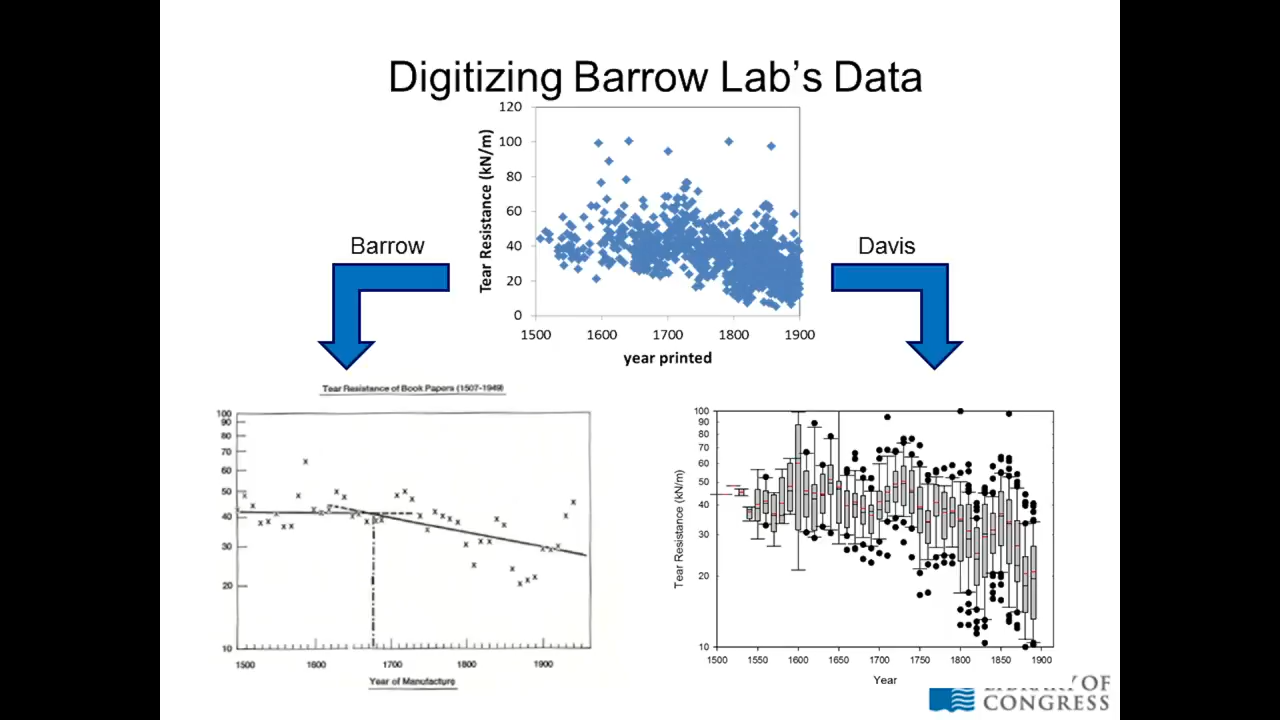 Digitizing Barrow Lab's Data
120
100
80
60
40
20
0
Tear Resistance (kN/m)
1500 1600 1700 1800 1900
year printed
Barrow
Davis
Tear Resistance of Book Papers (1507-1949)
100
90
80
70
60
50
40
30
20
10
1500 1600 1700 1800 1900
Year of Manufacture
100
90
80
70
60
50
40
30
20
10
Tear Resistance (kN/m)
1500 1550 1600 1650 1700 1750 1800 1850 1900
Year
LIBRARY OF
CONGRESS